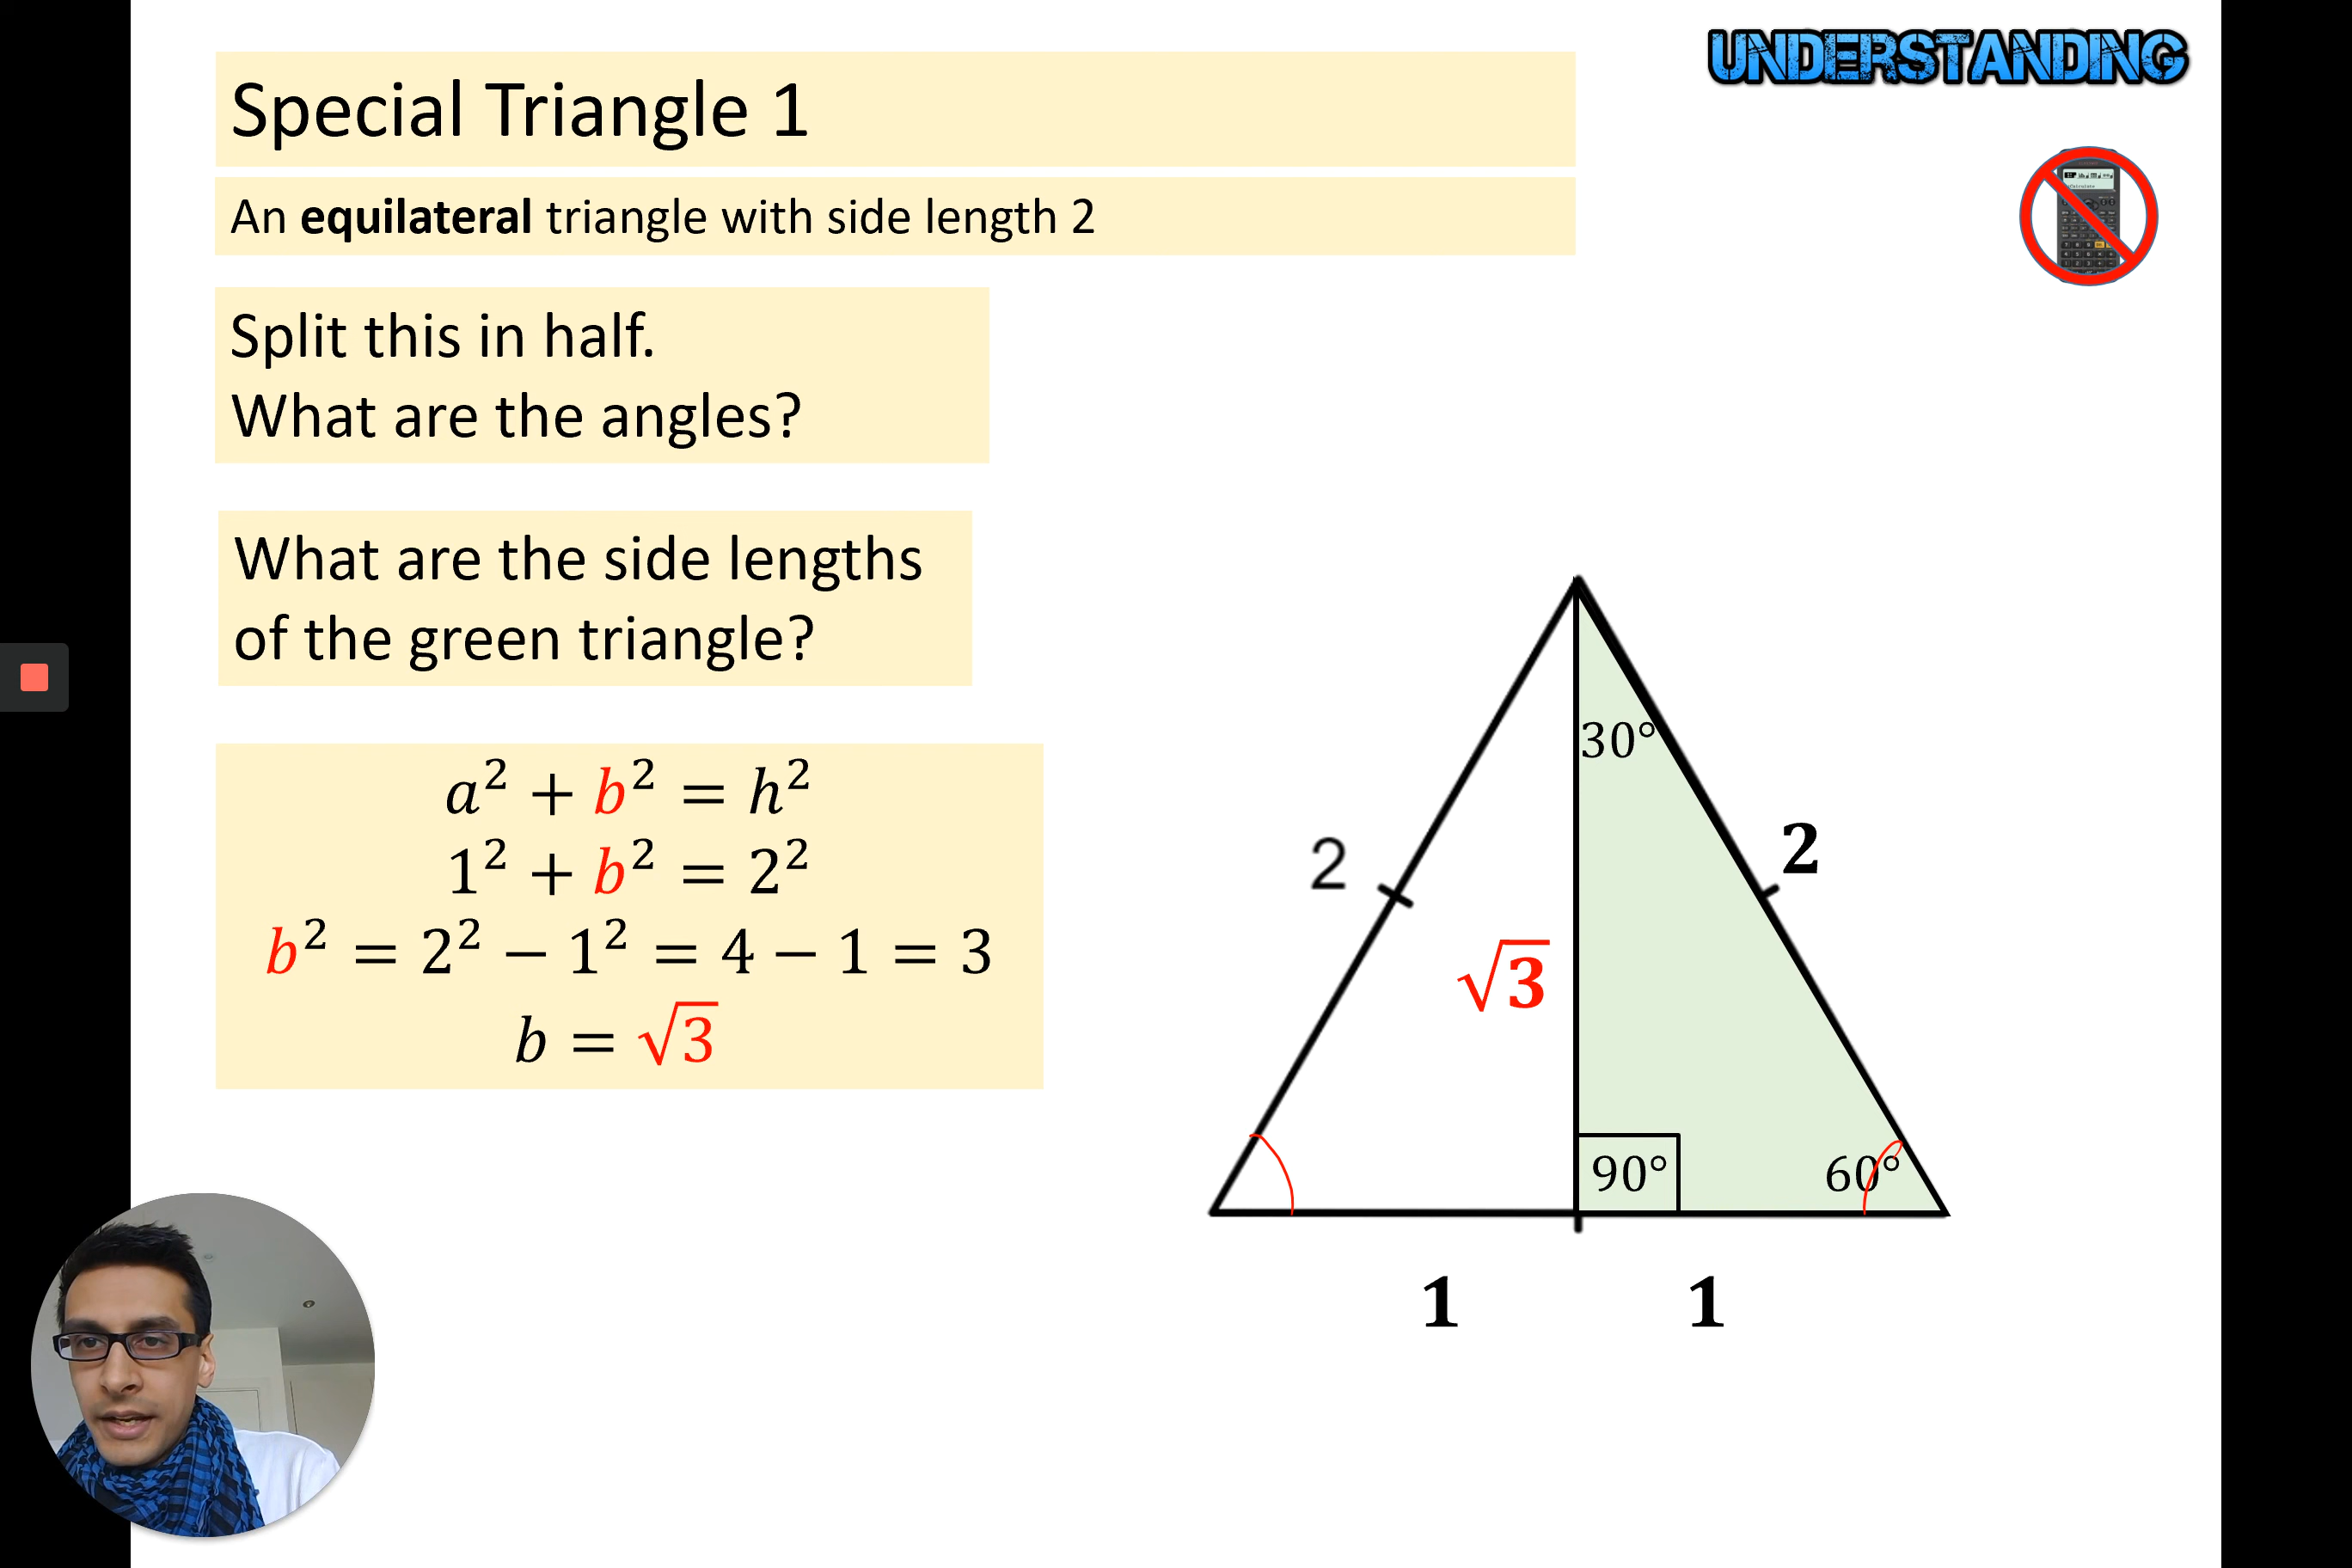 UNDERSTANDING
Special Triangle 1
An equilateral triangle with side length 2
Split this in half.
What are the angles?
What are the side lengths
of the green triangle?
a² + b² = h²
1² + b² = 2²
b² = 2² − 1² = 4 − 1 = 3
b = √3
30°
2
2
√3
90°
60°
1
1